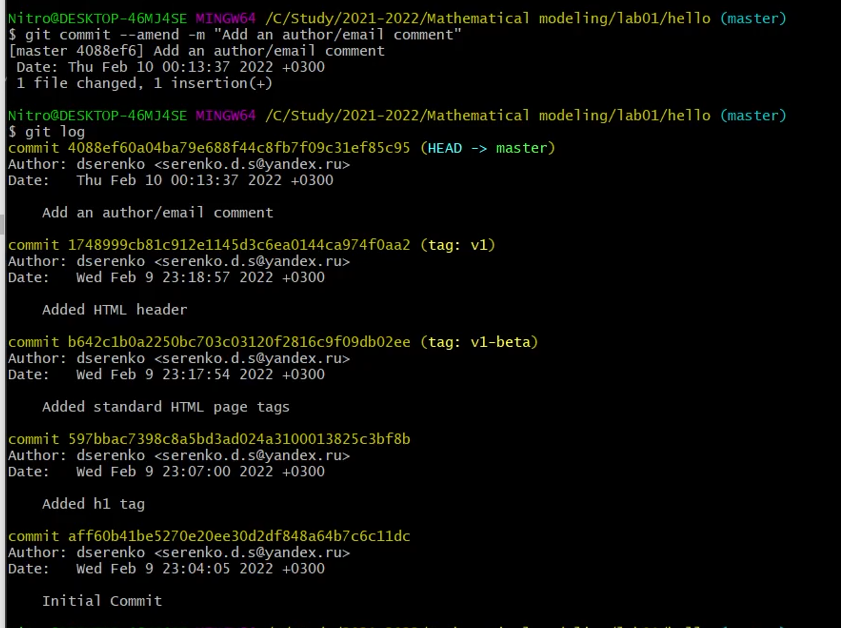 Nitro@DESKTOP-46MJ4SE MINGW64 /C/Study/2021-2022/Mathematical modeling/lab01/hello (master)
$ git commit --amend -m "Add an author/email comment"
[master 4088ef6] Add an author/email comment
 Date: Thu Feb 10 00:13:37 2022 +0300
 1 file changed, 1 insertion(+)

Nitro@DESKTOP-46MJ4SE MINGW64 /C/Study/2021-2022/Mathematical modeling/lab01/hello (master)
$ git log
commit 4088ef60a04ba79e688f44c8fb7f09c31ef85c95 (HEAD -> master)
Author: dserenko <serenko.d.s@yandex.ru>
Date:   Thu Feb 10 00:13:37 2022 +0300

    Add an author/email comment

commit 1748999cb81c912e1145d3c6ea0144ca974f0aa2 (tag: v1)
Author: dserenko <serenko.d.s@yandex.ru>
Date:   Wed Feb 9 23:18:57 2022 +0300

    Added HTML header

commit b642c1b0a2250bc703c03120f2816c9f09db02ee (tag: v1-beta)
Author: dserenko <serenko.d.s@yandex.ru>
Date:   Wed Feb 9 23:17:54 2022 +0300

    Added standard HTML page tags

commit 597bbac7398c8a5bd3ad024a3100013825c3bf8b
Author: dserenko <serenko.d.s@yandex.ru>
Date:   Wed Feb 9 23:07:00 2022 +0300

    Added h1 tag

commit aff60b41be5270e20ee30d2df848a64b7c6c11dc
Author: dserenko <serenko.d.s@yandex.ru>
Date:   Wed Feb 9 23:04:05 2022 +0300

    Initial Commit